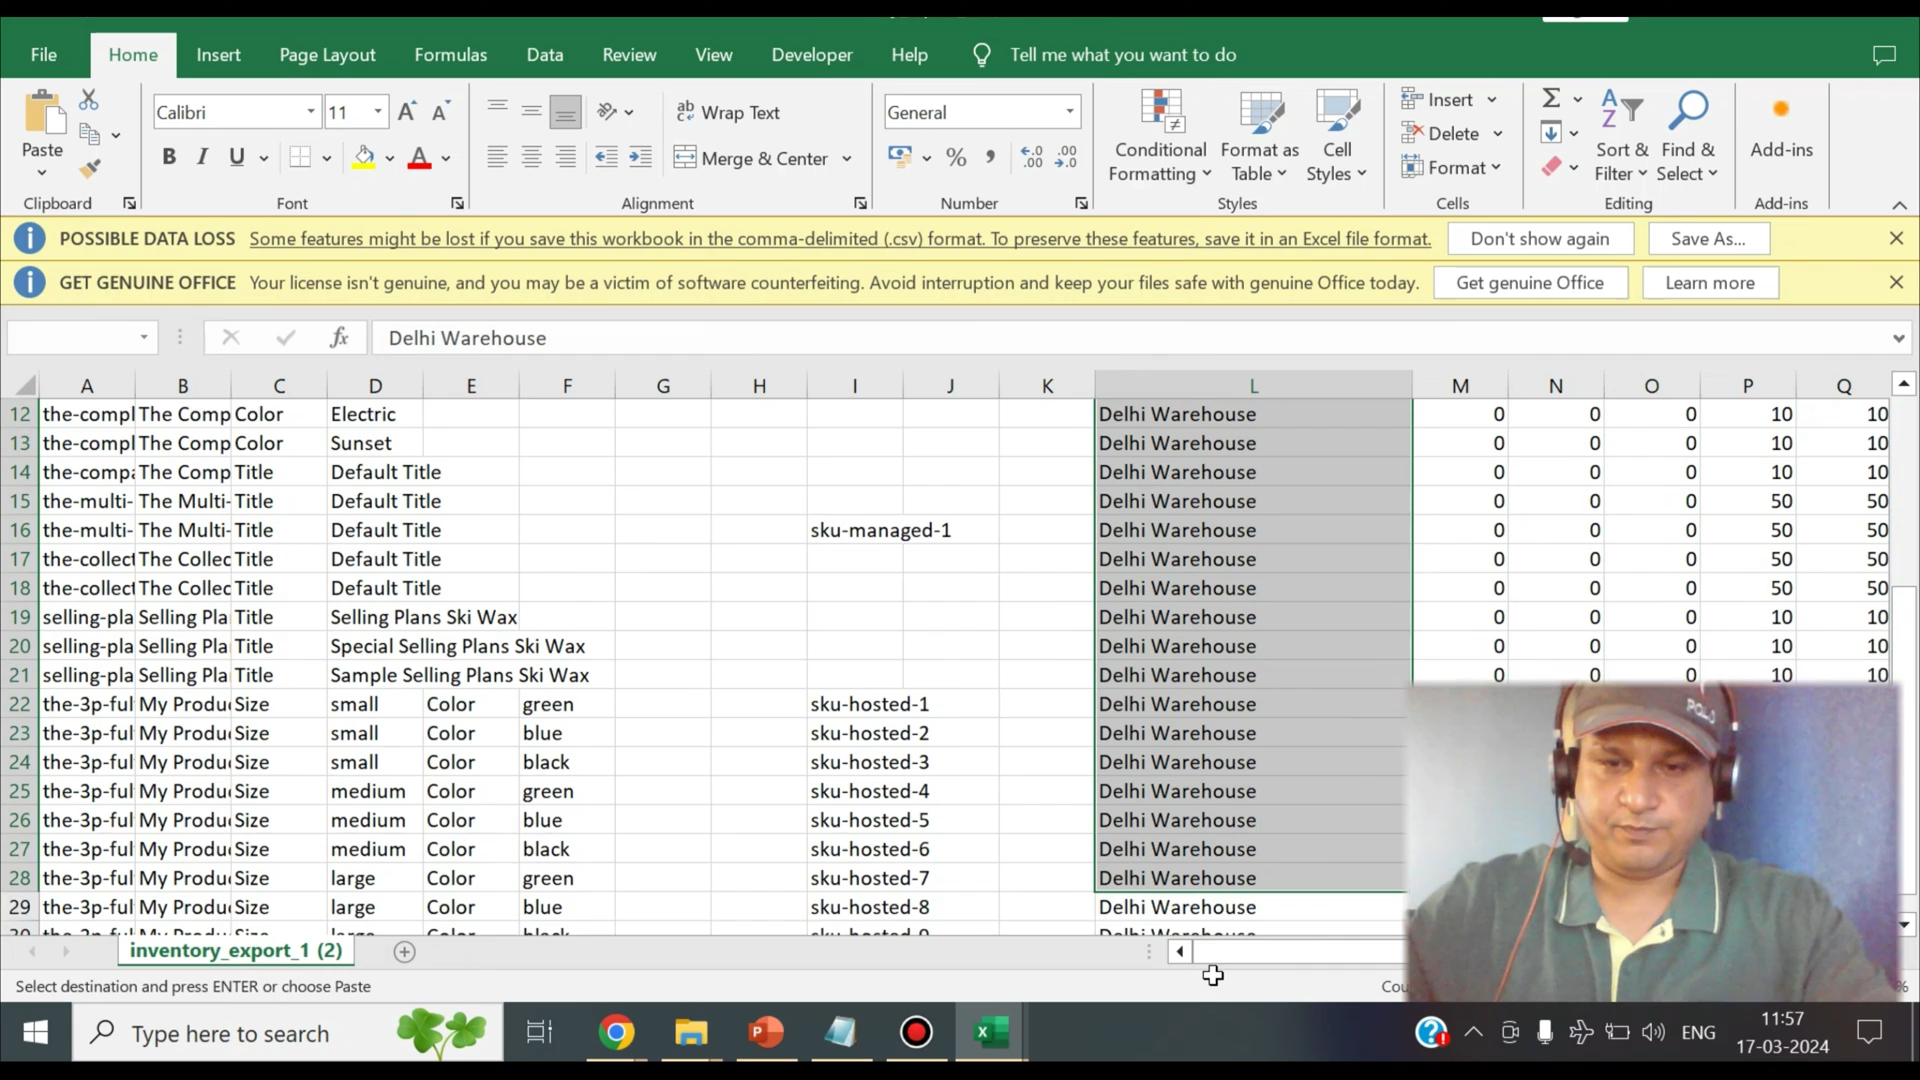 File Home Insert Page Layout Formulas Data Review View Developer Help Tell me what you want to do
Calibri 11 Wrap Text General Insert Sort & Find &
Paste B I U Merge & Center % Conditional Format as Cell Delete Filter Select Add-ins
Formatting Table Styles Format
Clipboard Font Alignment Number Styles Cells Editing Add-ins
POSSIBLE DATA LOSS Some features might be lost if you save this workbook in the comma-delimited (.csv) format. To preserve these features, save it in an Excel file format. Don't show again Save As...
GET GENUINE OFFICE Your license isn't genuine, and you may be a victim of software counterfeiting. Avoid interruption and keep your files safe with genuine Office today. Get genuine Office Learn more
fx Delhi Warehouse
A B C D E F G H I J K L M N O P Q
12 the-compl The Comp Color Electric Delhi Warehouse 0 0 0 10 10
13 the-compl The Comp Color Sunset Delhi Warehouse 0 0 0 10 10
14 the-compa The Comp Title Default Title Delhi Warehouse 0 0 0 10 10
15 the-multi- The Multi- Title Default Title Delhi Warehouse 0 0 0 50 50
16 the-multi- The Multi- Title Default Title sku-managed-1 Delhi Warehouse 0 0 0 50 50
17 the-collect The Collec Title Default Title Delhi Warehouse 0 0 0 50 50
18 the-collect The Collec Title Default Title Delhi Warehouse 0 0 0 50 50
19 selling-pla Selling Pla Title Selling Plans Ski Wax Delhi Warehouse 0 0 0 10 10
20 selling-pla Selling Pla Title Special Selling Plans Ski Wax Delhi Warehouse 0 0 0 10 10
21 selling-pla Selling Pla Title Sample Selling Plans Ski Wax Delhi Warehouse 0 0 0 10 10
22 the-3p-ful My Produ Size small Color green sku-hosted-1 Delhi Warehouse
23 the-3p-ful My Produ Size small Color blue sku-hosted-2 Delhi Warehouse
24 the-3p-ful My Produ Size small Color black sku-hosted-3 Delhi Warehouse
25 the-3p-ful My Produ Size medium Color green sku-hosted-4 Delhi Warehouse
26 the-3p-ful My Produ Size medium Color blue sku-hosted-5 Delhi Warehouse
27 the-3p-ful My Produ Size medium Color black sku-hosted-6 Delhi Warehouse
28 the-3p-ful My Produ Size large Color green sku-hosted-7 Delhi Warehouse
29 the-3p-ful My Produ Size large Color blue sku-hosted-8 Delhi Warehouse
inventory_export_1 (2)
Select destination and press ENTER or choose Paste
Type here to search ENG 11:57
17-03-2024